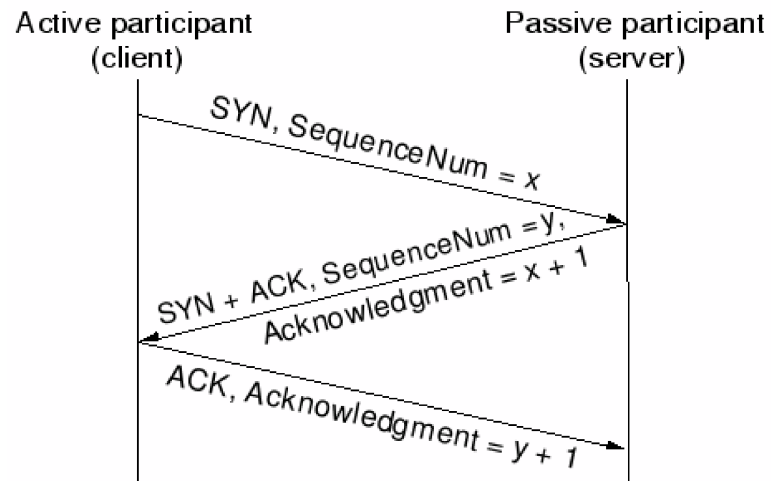 Active participant
(client)
Passive participant
(server)
SYN, SequenceNum = x
SYN + ACK, SequenceNum =y,
Acknowledgment = x + 1
ACK, Acknowledgment = y + 1